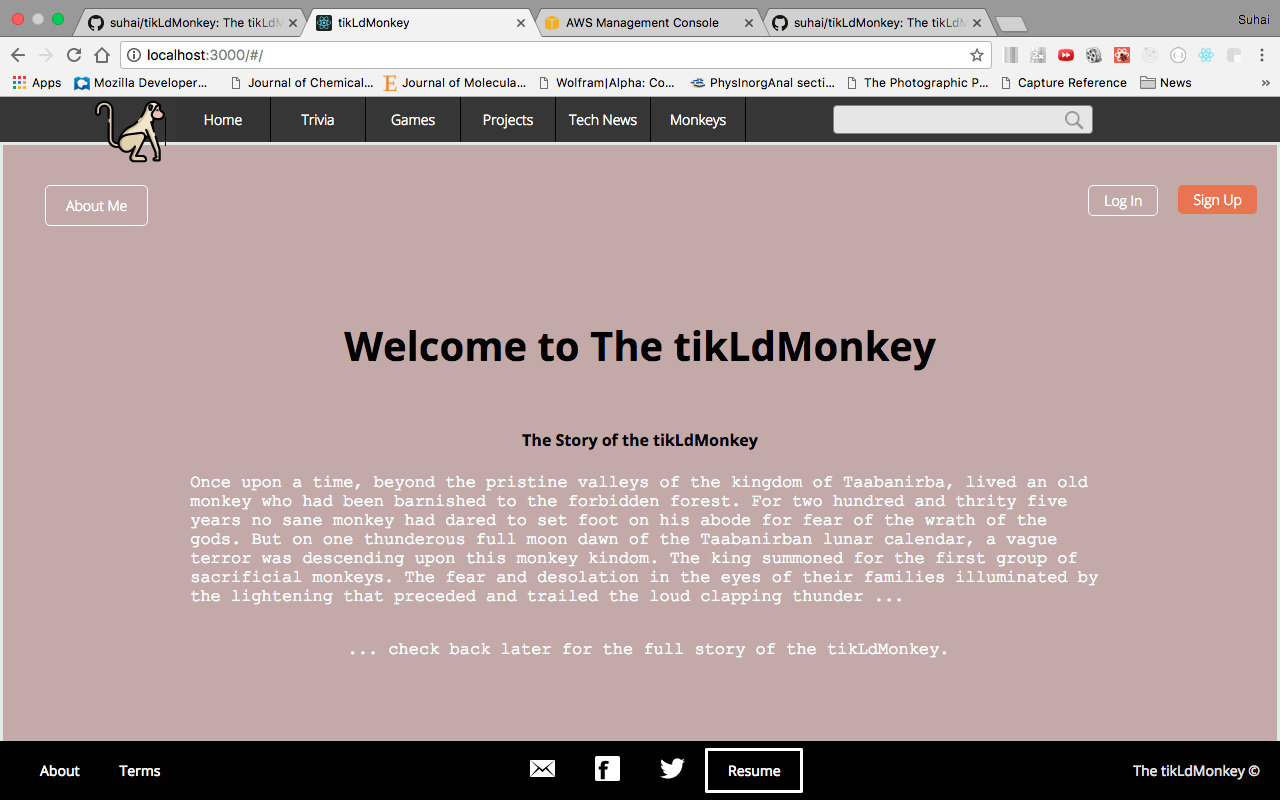 suhai/tikLdMonkey: The tikLdM
tikLdMonkey
AWS Management Console
suhai/tikLdMonkey: The tikLdM
Suhai
localhost:3000/#/
Apps
Mozilla Developer...
Journal of Chemical...
Journal of Molecula...
Wolfram|Alpha: Co...
PhysInorgAnal secti...
The Photographic P...
Capture Reference
News
»
Home
Trivia
Games
Projects
Tech News
Monkeys
About Me
Log In
Sign Up
Welcome to The tikLdMonkey
The Story of the tikLdMonkey
Once upon a time, beyond the pristine valleys of the kingdom of Taabanirba, lived an old
monkey who had been barnished to the forbidden forest. For two hundred and thrity five
years no sane monkey had dared to set foot on his abode for fear of the wrath of the
gods. But on one thunderous full moon dawn of the Taabanirban lunar calendar, a vague
terror was descending upon this monkey kindom. The king summoned for the first group of
sacrificial monkeys. The fear and desolation in the eyes of their families illuminated by
the lightening that preceded and trailed the loud clapping thunder ...
... check back later for the full story of the tikLdMonkey.
About
Terms
Resume
The tikLdMonkey ©